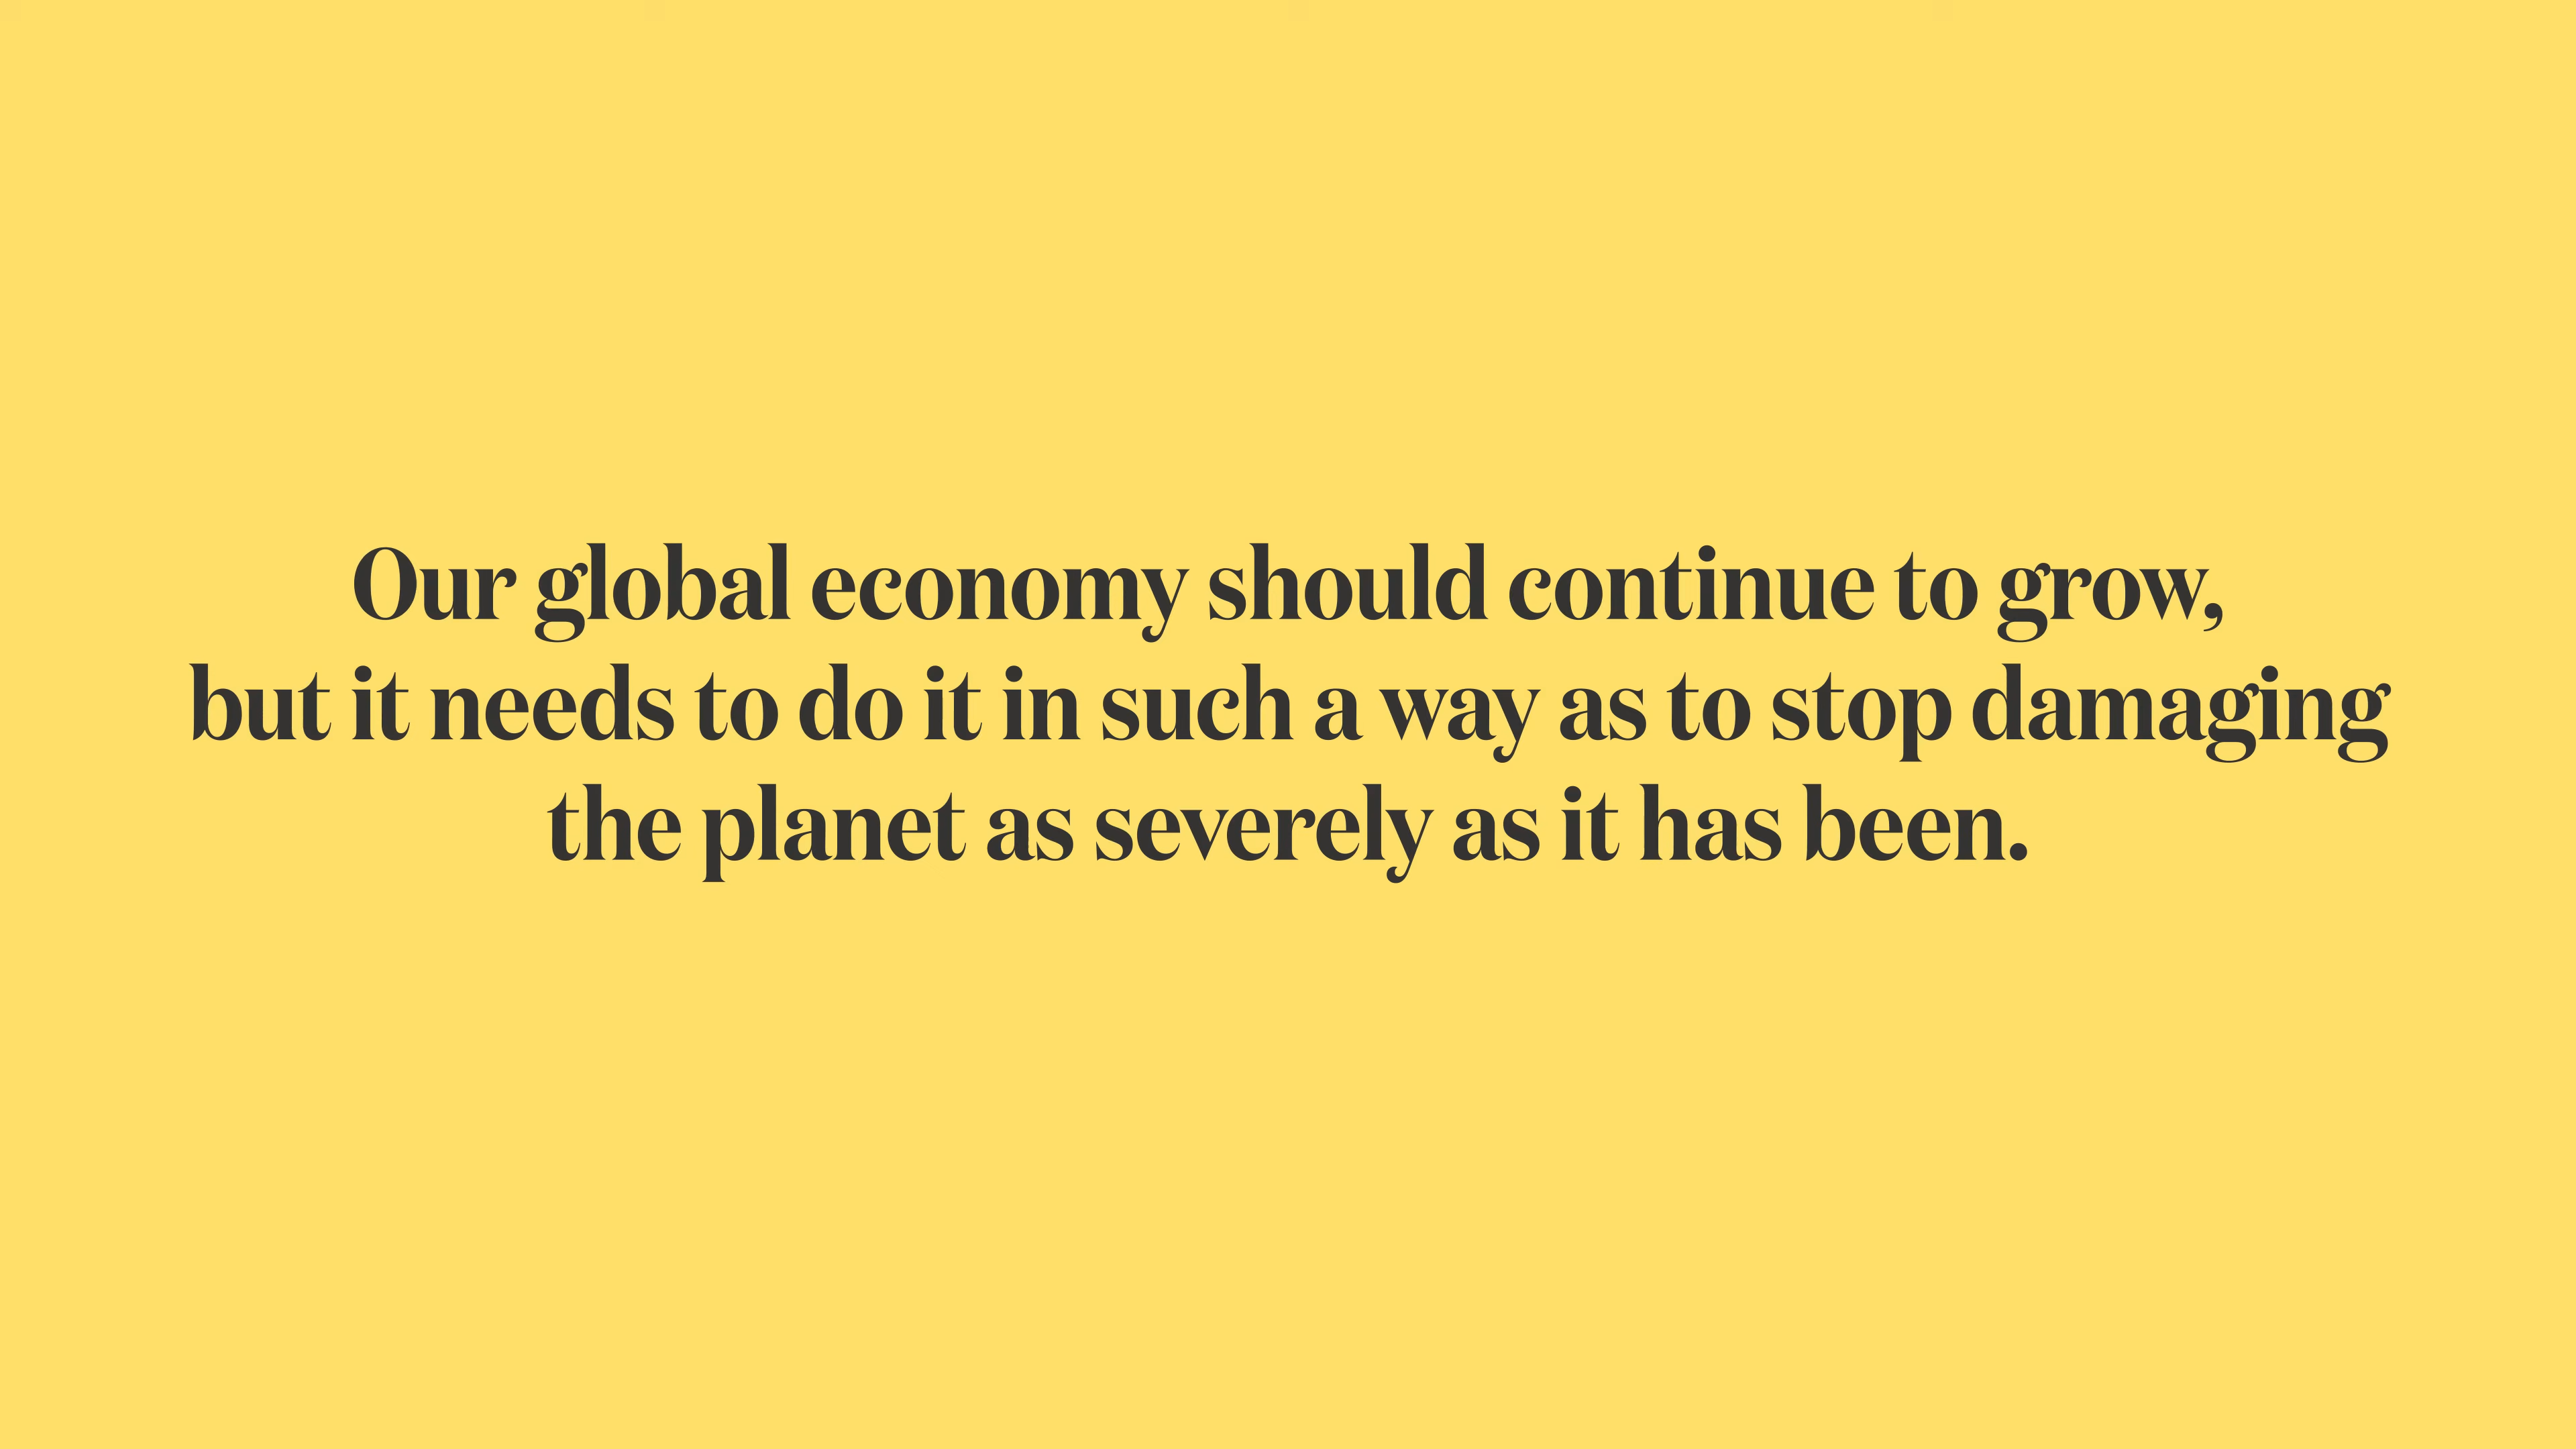 Our global economy should continue to grow,
but it needs to do it in such a way as to stop damaging
the planet as severely as it has been.